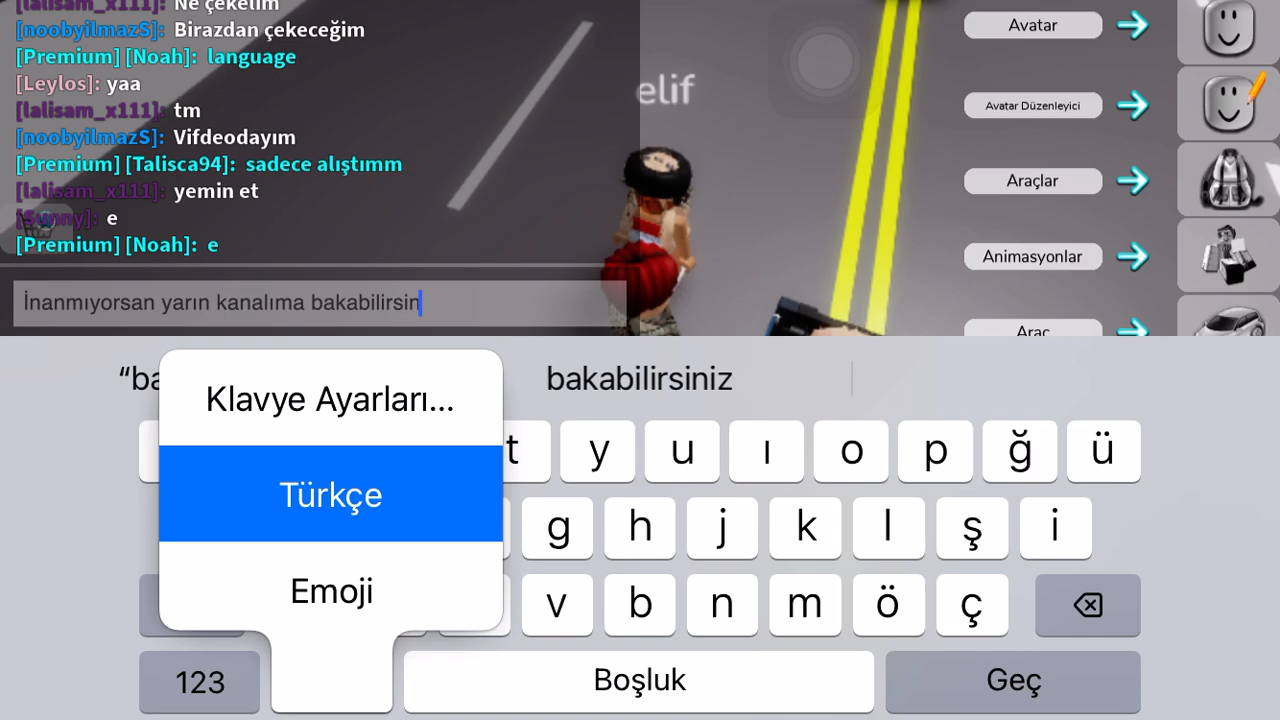 [lalisam_x111]: Ne çekelim
[noobyilmazS]: Birazdan çekeceğim
[Premium] [Noah]: language
[Leylos]: yaa
[lalisam_x111]: tm
[noobyilmazS]: Vifdeodayım
[Premium] [Talisca94]: sadece alıştımm
[lalisam_x111]: yemin et
[Sunny]: e
[Premium] [Noah]: e
İnanmıyorsan yarın kanalıma bakabilirsin
elif
Avatar
Avatar Düzenleyici
Araçlar
Animasyonlar
Araç
“ba
bakabilirsiniz
Klavye Ayarları...
Türkçe
Emoji
t y u ı o p ğ ü
g h j k l ş i
v b n m ö ç
123
Boşluk
Geç